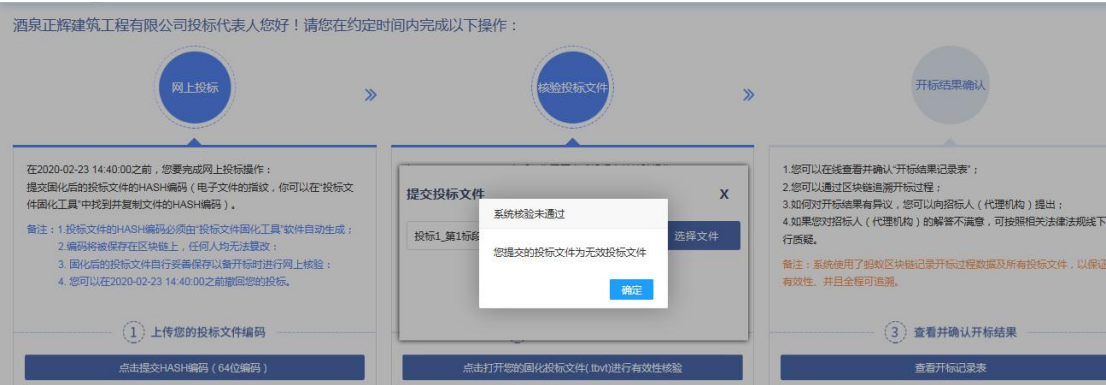 酒泉正辉建筑工程有限公司投标代表人您好！请您在约定时间内完成以下操作：
网上投标
核验投标文件
开标结果确认
在2020-02-23 14:40:00之前，您要完成网上投标操作：
提交固化后的投标文件的HASH编码（电子文件的指纹，你可以在“投标文
件固化工具”中找到并复制文件的HASH编码）。
备注：1.投标文件的HASH编码必须由“投标文件固化工具”软件自动生成；
2.编码将被保存在区块链上，任何人均无法篡改；
3. 固化后的投标文件自行妥善保存以备开标时进行网上核验；
4. 您可以在2020-02-23 14:40:00之前撤回您的投标。
1 上传您的投标文件编码
点击提交HASH编码（64位编码）
提交投标文件 X
投标1_第1标段
选择文件
系统核验未通过
您提交的投标文件为无效投标文件
确定
点击打开您的固化投标文件(.tbvt)进行有效性核验
1.您可以在线查看并确认“开标结果记录表”；
2.您可以通过区块链追溯开标过程；
3.如您对开标结果有异议，您可以向招标人（代理机构）提出；
4.如果您对招标人（代理机构）的解答不满意，可按照相关法律法规线下
行质疑。
备注：系统使用了蚂蚁区块链记录开标过程数据及所有投标文件，以保证
有效性、并且全程可追溯。
3 查看并确认开标结果
查看开标记录表